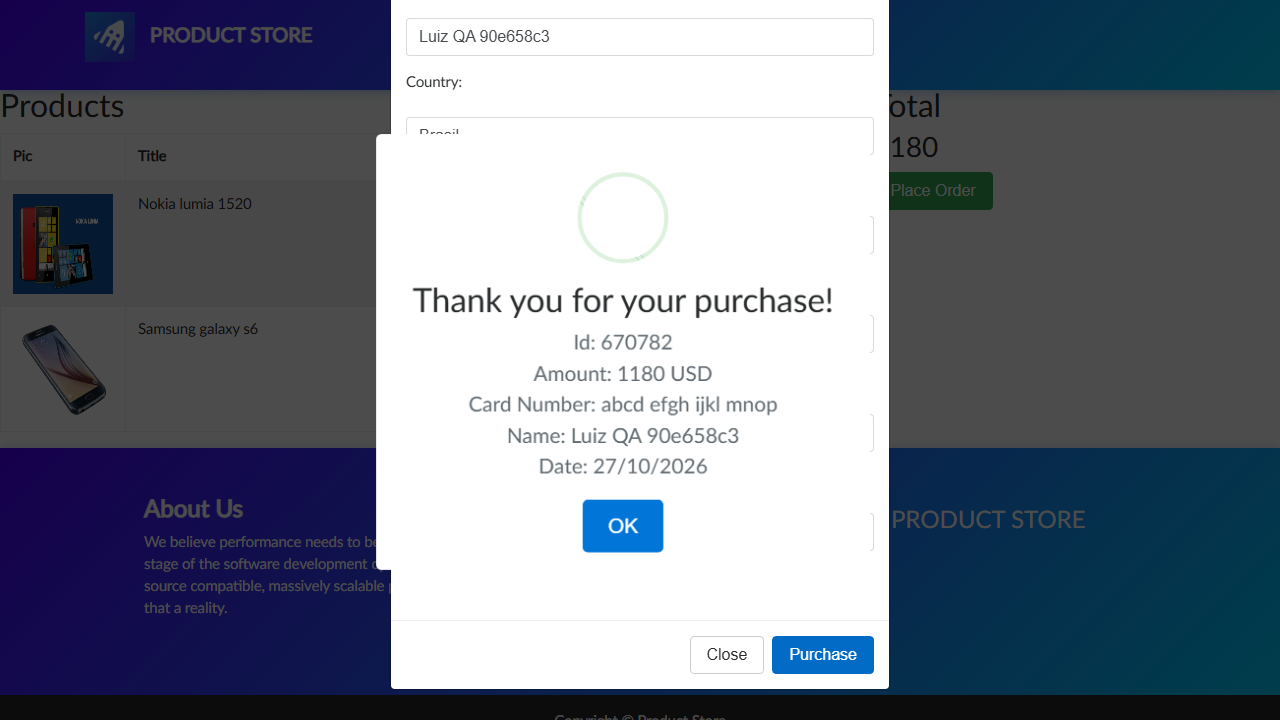 PRODUCT STORE
Luiz QA 90e658c3
Country:
Products
Total
Pic
Title
180
Place Order
Nokia lumia 1520
Thank you for your purchase!
Id: 670782
Amount: 1180 USD
Samsung galaxy s6
Card Number: abcd efgh ijkl mnop
Name: Luiz QA 90e658c3
Date: 27/10/2026
OK
About Us
We believe performance needs to be
stage of the software development
source compatible, massively scalable
that a reality.
PRODUCT STORE
Close
Purchase
Copyright © Product Store